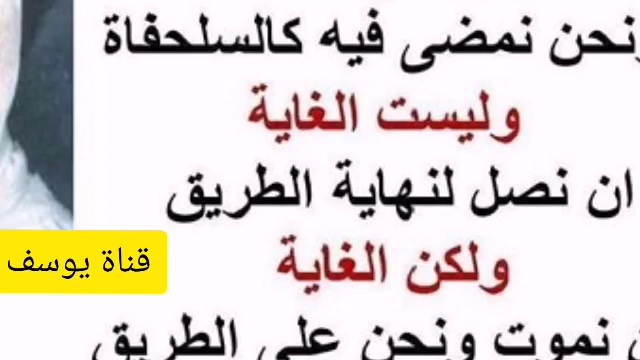 ونحن نمضى فيه كالسلحفاة
وليست الغاية
ان نصل لنهاية الطريق
ولكن الغاية
نموت ونحن على الطريق
قناة يوسف